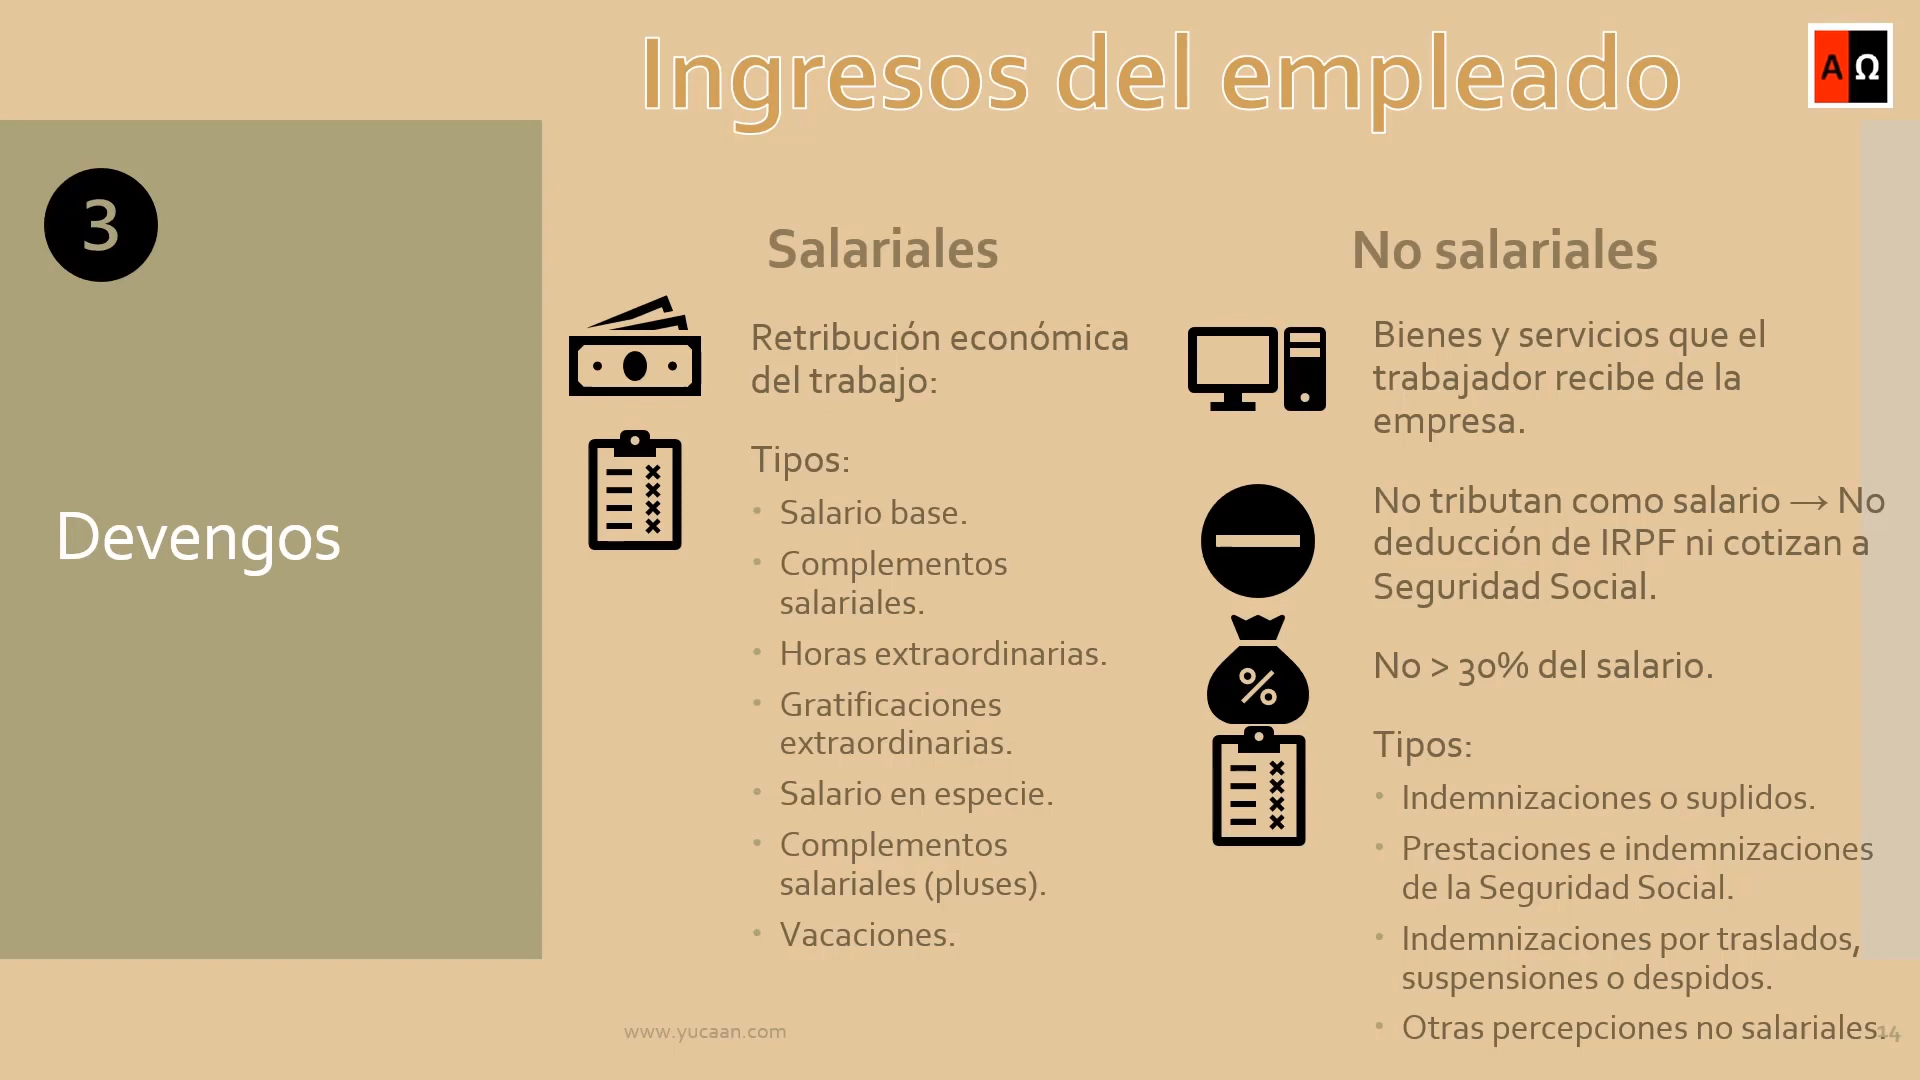 Ingresos del empleado
A Ω
3
Devengos
Salariales
Retribución económica
del trabajo:
Tipos:
• Salario base.
• Complementos
salariales.
• Horas extraordinarias.
• Gratificaciones
extraordinarias.
• Salario en especie.
• Complementos
salariales (pluses).
• Vacaciones.
No salariales
Bienes y servicios que el
trabajador recibe de la
empresa.
No tributan como salario → No
deducción de IRPF ni cotizan a
Seguridad Social.
%
No > 30% del salario.
Tipos:
• Indemnizaciones o suplidos.
• Prestaciones e indemnizaciones
de la Seguridad Social.
• Indemnizaciones por traslados,
suspensiones o despidos.
• Otras percepciones no salariales.
www.yucaan.com
14